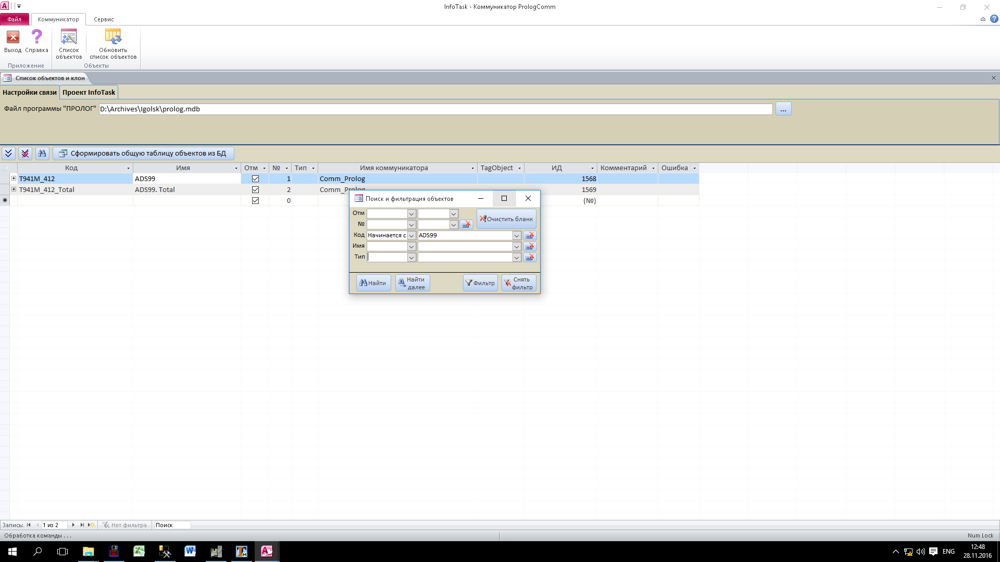 InfoTask - Коммуникатор PrologComm
Файл
Коммуникатор
Сервис
Выход
Справка
Список объектов
Обновить список объектов
Приложение
Объекты
Список объектов и клон
Настройки связи
Проект InfoTask
Файл программы "ПРОЛОГ"
D:\Archives\Igolsk\prolog.mdb
...
Сформировать общую таблицу объектов из БД
Код Имя Отм № Тип Имя коммуникатора TagObject ИД Комментарий Ошибка
T941M_412 ADS99 1 Comm_Prolog 1568
T941M_412_Total ADS99. Total 2 Comm_Prolog 1569
0 (№)
Поиск и фильтрация объектов
Отм
Очистить бланк
№
Код Начинается с ADS99
Имя
Тип
Найти
Найти далее
Фильтр
Снять фильтр
Запись: 1 из 2 Нет фильтра Поиск
Обработка команды . . .
Num Lock
ENG
12:48
28.11.2016